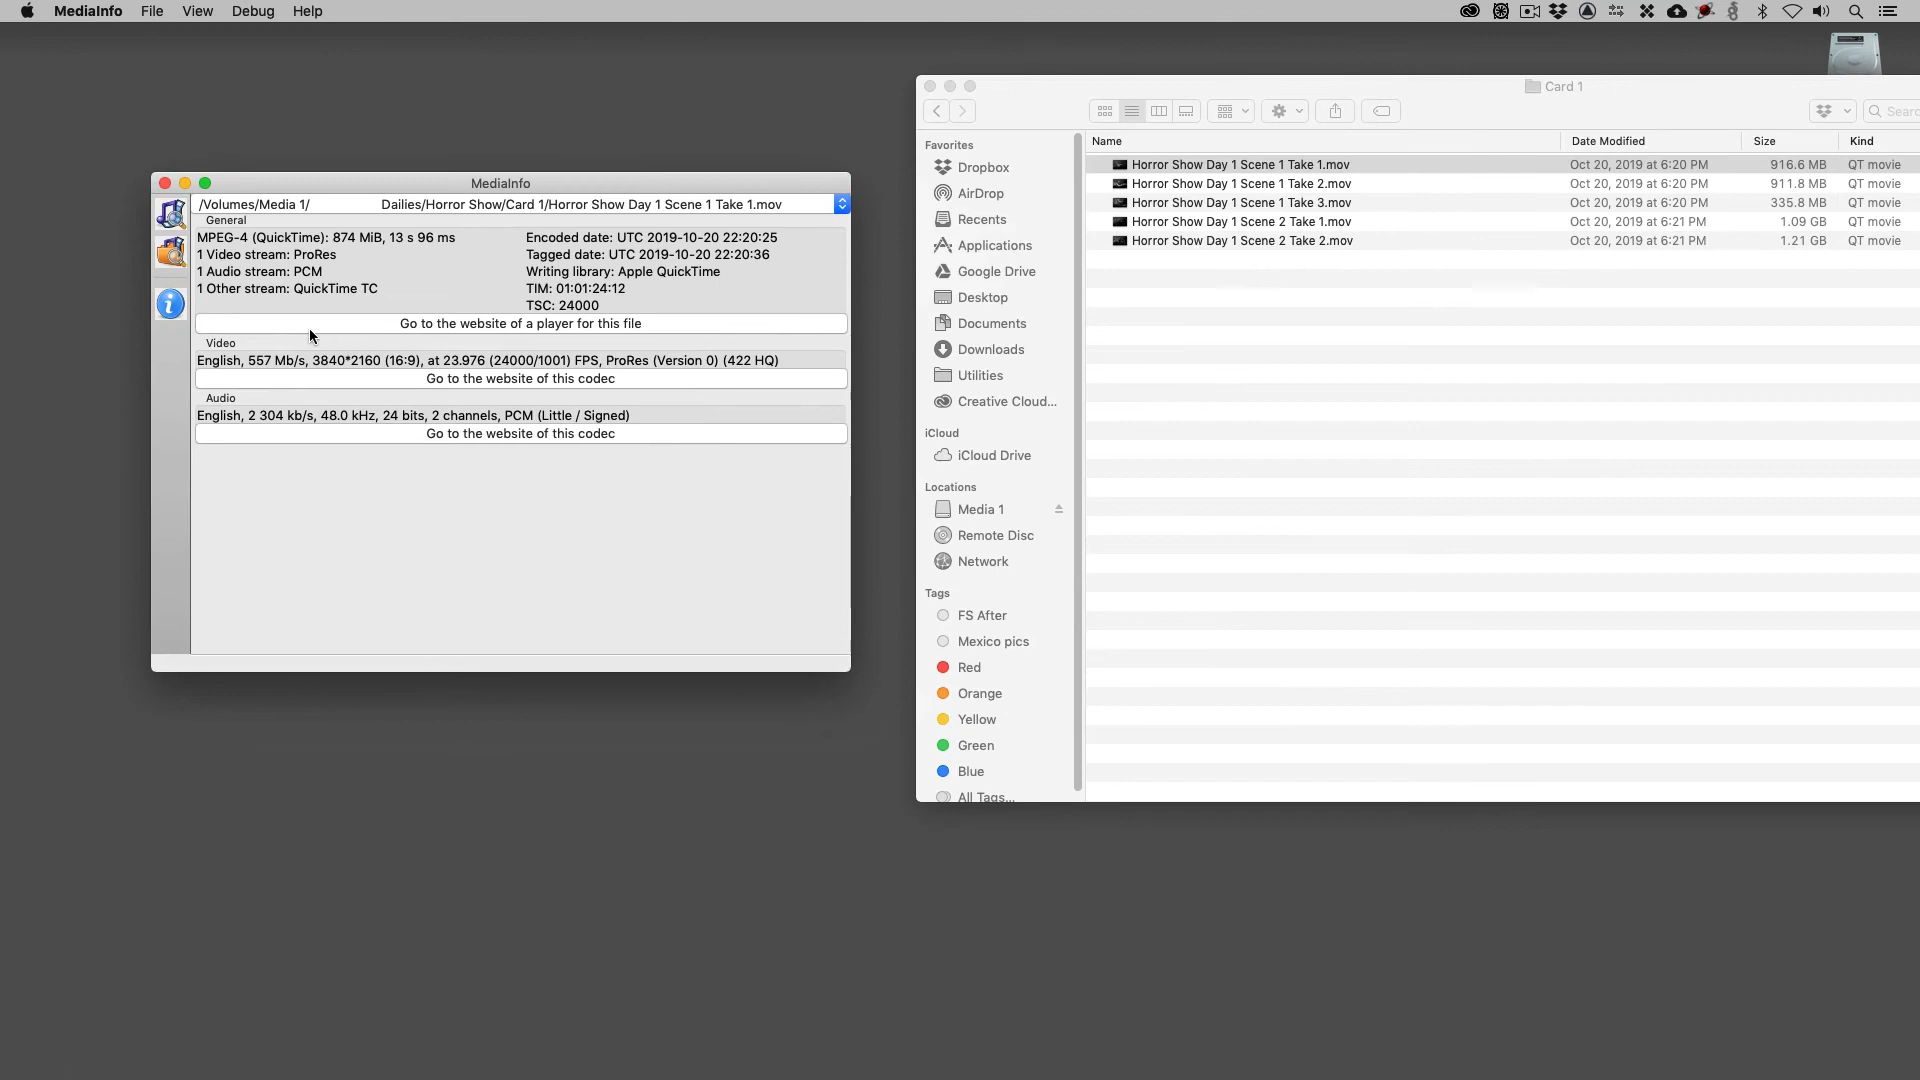 MediaInfo File View Debug Help
MediaInfo
/Volumes/Media 1/ Dailies/Horror Show/Card 1/Horror Show Day 1 Scene 1 Take 1.mov
General
MPEG-4 (QuickTime): 874 MiB, 13 s 96 ms
1 Video stream: ProRes
1 Audio stream: PCM
1 Other stream: QuickTime TC
Encoded date: UTC 2019-10-20 22:20:25
Tagged date: UTC 2019-10-20 22:20:36
Writing library: Apple QuickTime
TIM: 01:01:24:12
TSC: 24000
Go to the website of a player for this file
Video
English, 557 Mb/s, 3840*2160 (16:9), at 23.976 (24000/1001) FPS, ProRes (Version 0) (422 HQ)
Go to the website of this codec
Audio
English, 2 304 kb/s, 48.0 kHz, 24 bits, 2 channels, PCM (Little / Signed)
Go to the website of this codec
Card 1
Searc
Favorites
Dropbox
AirDrop
Recents
Applications
Google Drive
Desktop
Documents
Downloads
Utilities
Creative Cloud...
iCloud
iCloud Drive
Locations
Media 1
Remote Disc
Network
Tags
FS After
Mexico pics
Red
Orange
Yellow
Green
Blue
All Tags...
Name Date Modified Size Kind
Horror Show Day 1 Scene 1 Take 1.mov Oct 20, 2019 at 6:20 PM 916.6 MB QT movie
Horror Show Day 1 Scene 1 Take 2.mov Oct 20, 2019 at 6:20 PM 911.8 MB QT movie
Horror Show Day 1 Scene 1 Take 3.mov Oct 20, 2019 at 6:20 PM 335.8 MB QT movie
Horror Show Day 1 Scene 2 Take 1.mov Oct 20, 2019 at 6:21 PM 1.09 GB QT movie
Horror Show Day 1 Scene 2 Take 2.mov Oct 20, 2019 at 6:21 PM 1.21 GB QT movie